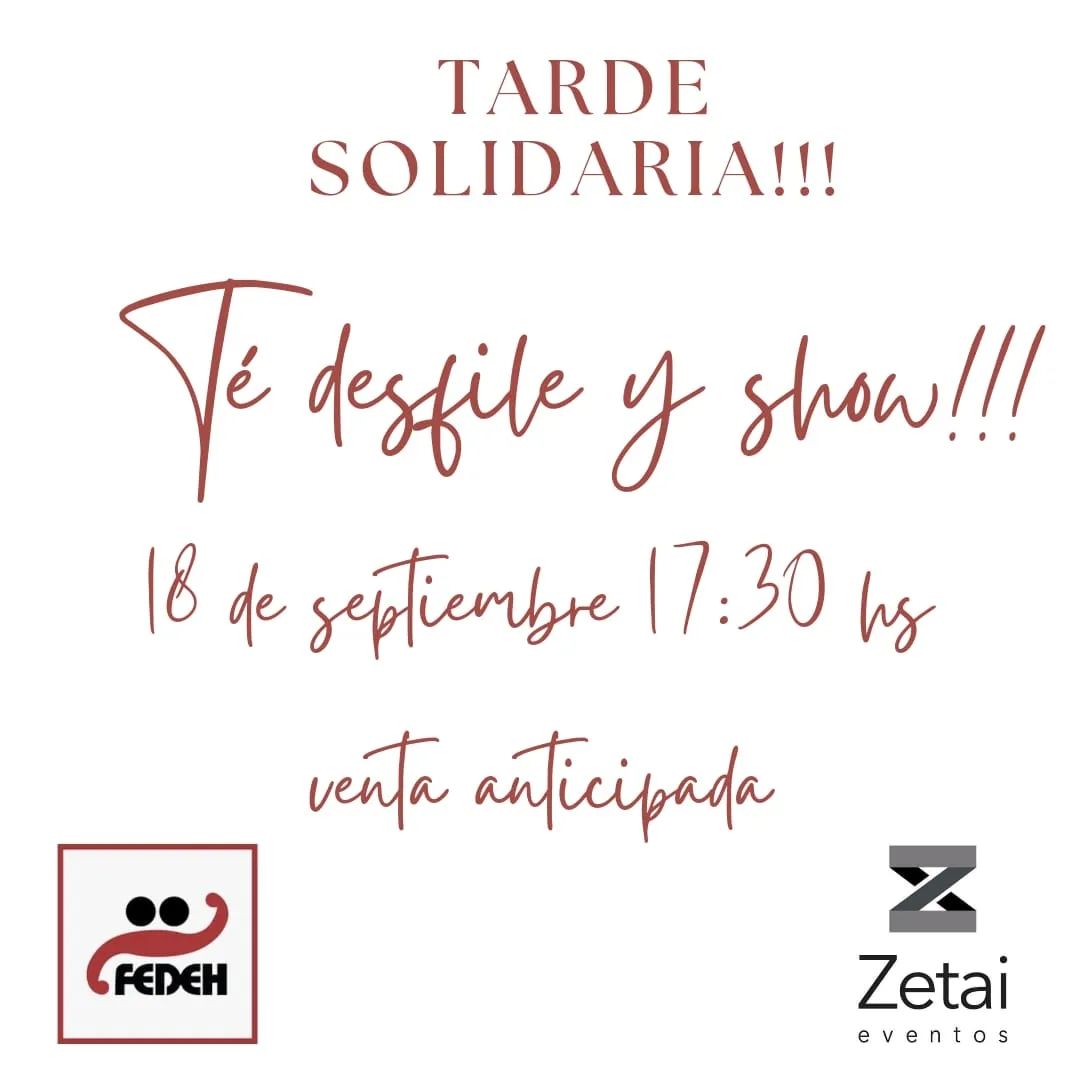 TARDE
SOLIDARIA!!!
Té desfile y show!!!
18 de septiembre 17:30 hs
venta anticipada
FEDEH
Zetai
eventos